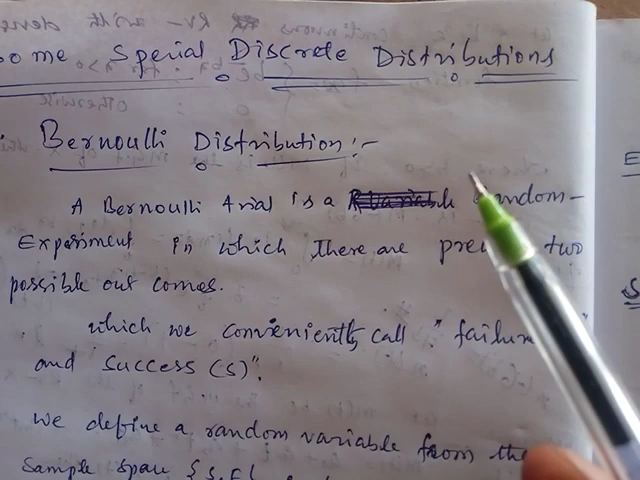 ome Special Discrete Distributions
Bernoulli Distribution :-
A Bernoulli trial is a random-
Experiment in which there are two
possible out comes.
which we conveniently call "failure
and success (s)".
We define a random variable from the
Sample space {s,F}